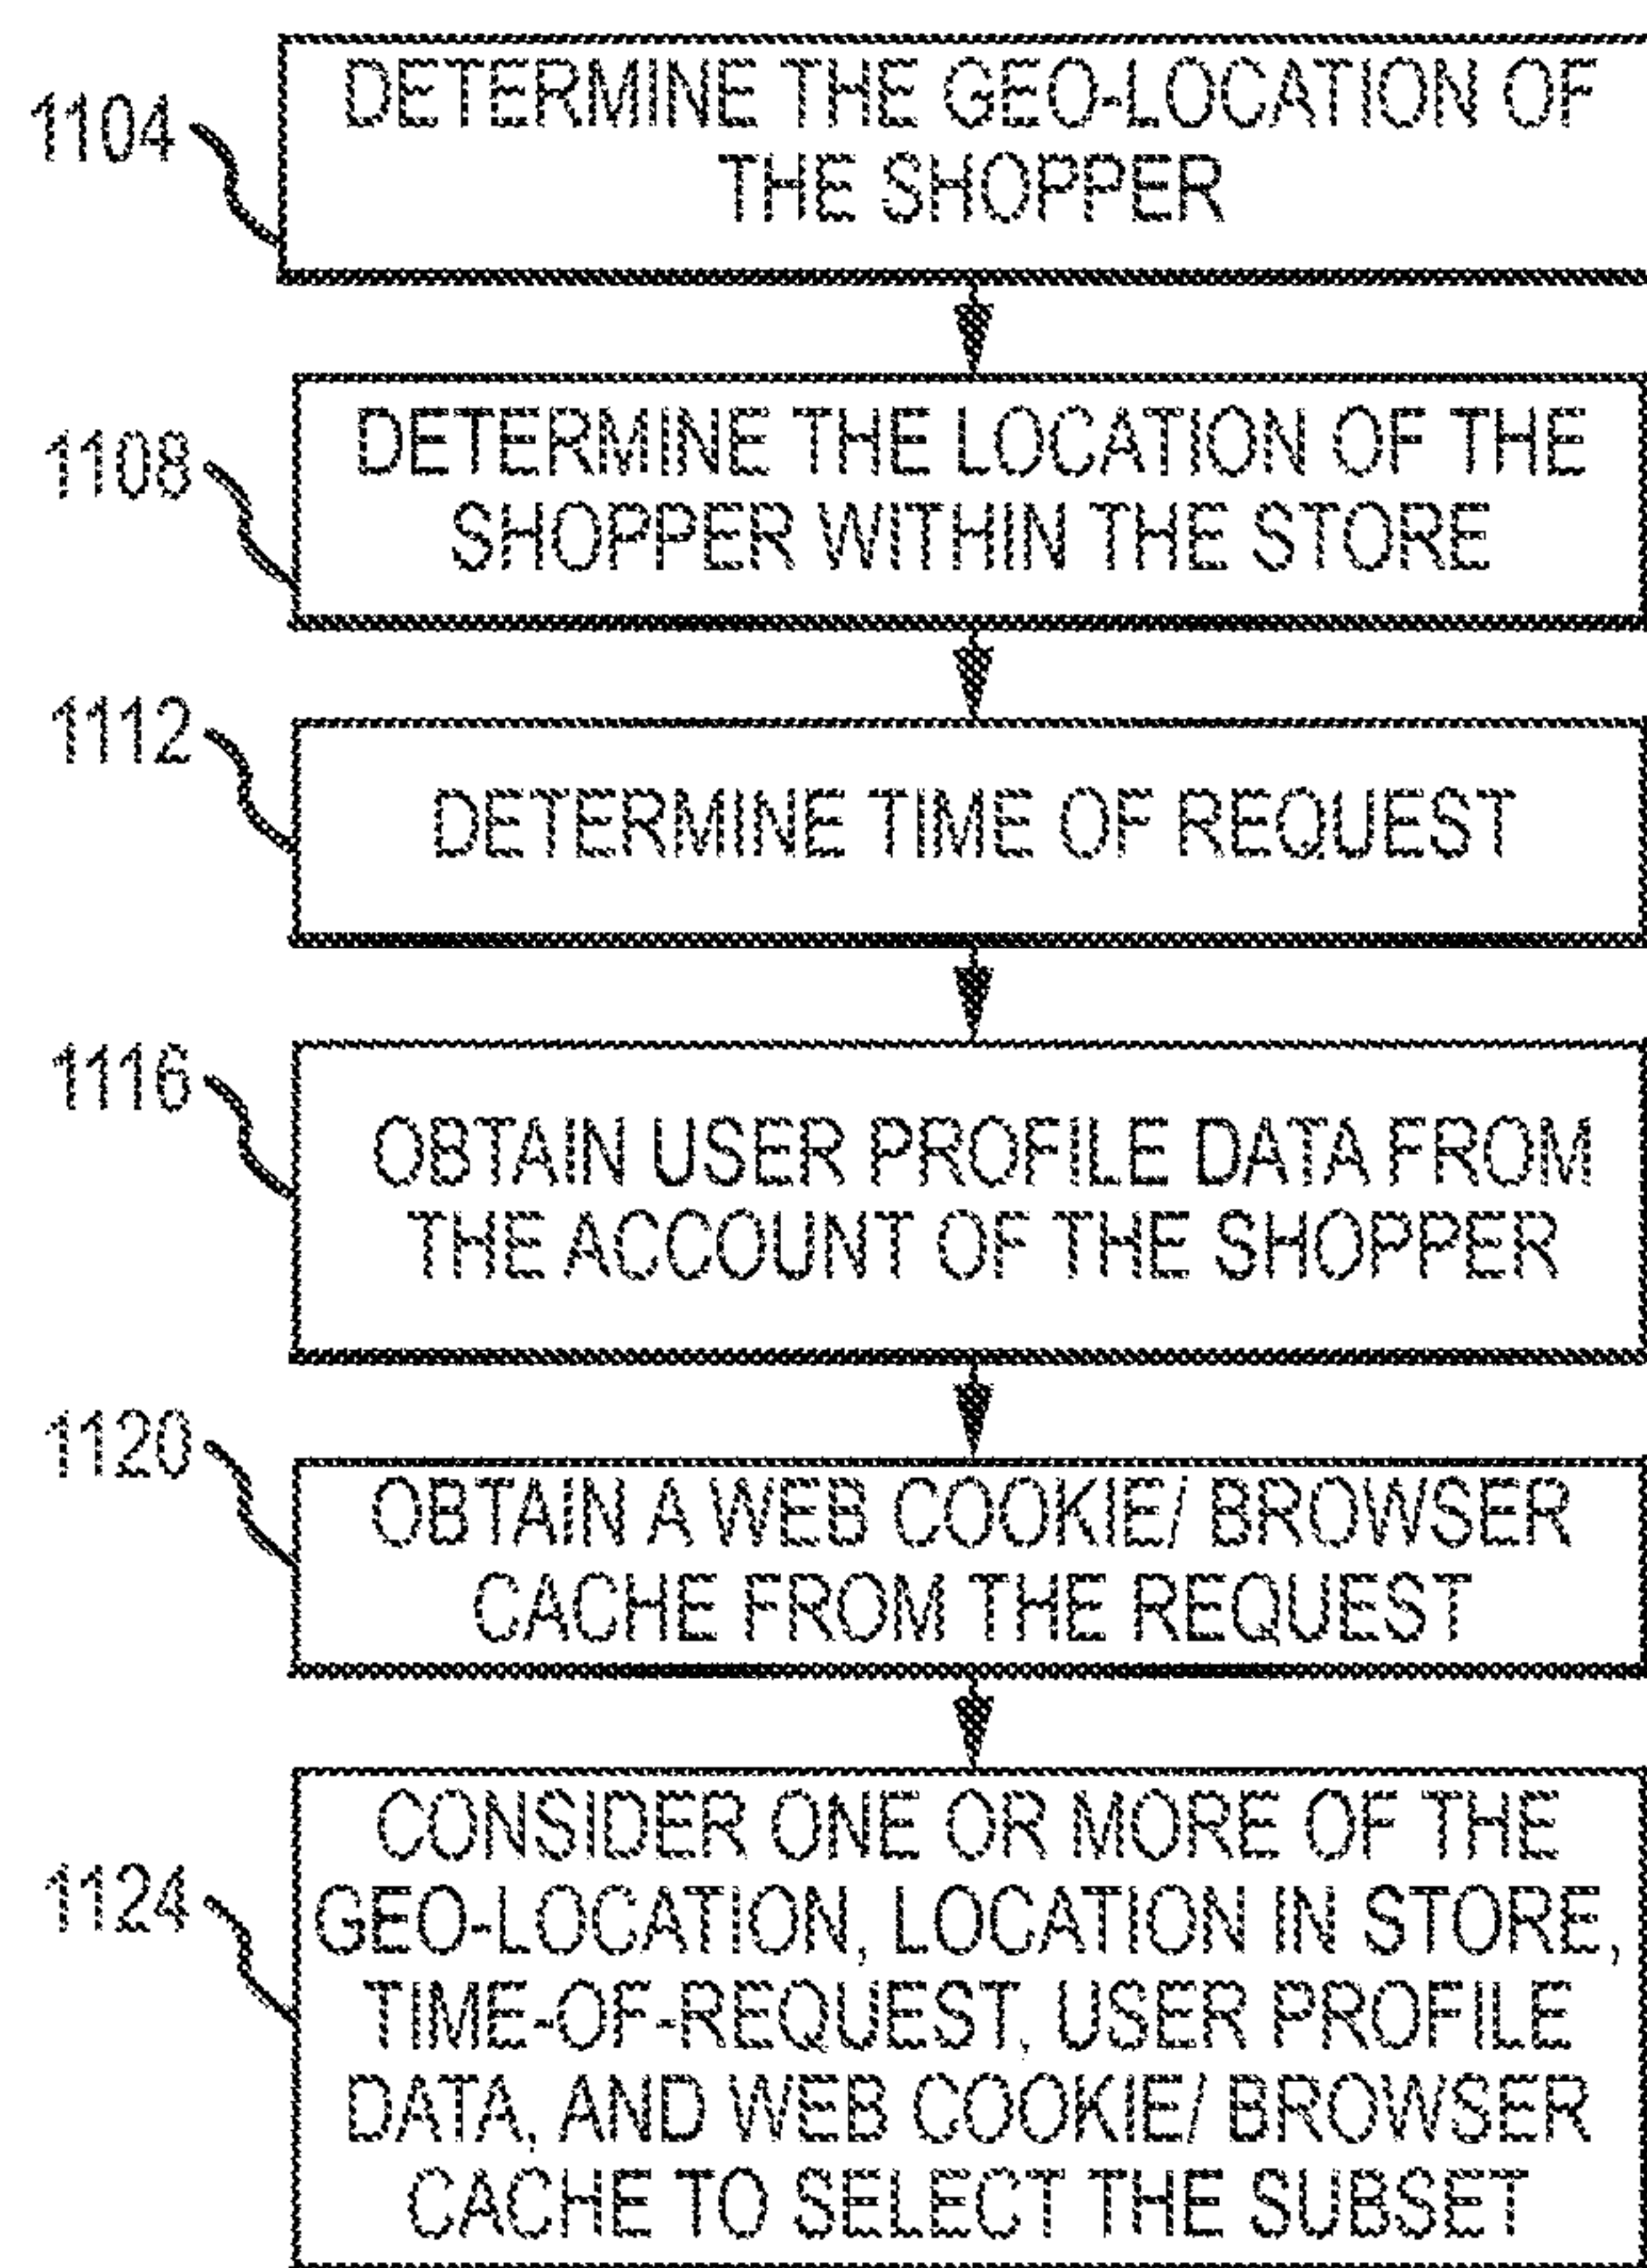 1104
DETERMINE THE GEO-LOCATION OF
THE SHOPPER
1108
DETERMINE THE LOCATION OF THE
SHOPPER WITHIN THE STORE
1112
DETERMINE TIME OF REQUEST
1116
OBTAIN USER PROFILE DATA FROM
THE ACCOUNT OF THE SHOPPER
1120
OBTAIN A WEB COOKIE/ BROWSER
CACHE FROM THE REQUEST
1124
CONSIDER ONE OR MORE OF THE
GEO-LOCATION, LOCATION IN STORE,
TIME-OF-REQUEST, USER PROFILE
DATA, AND WEB COOKIE/ BROWSER
CACHE TO SELECT THE SUBSET